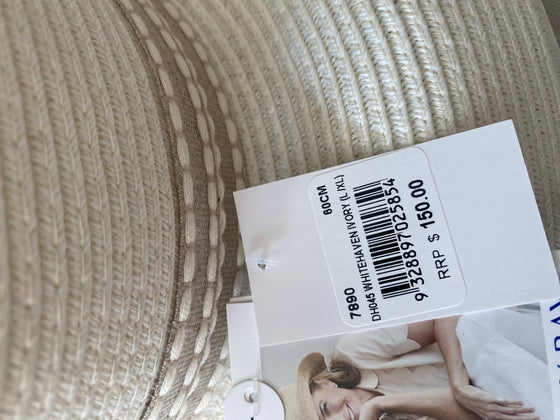 7890 60CM
DH045 WHITEHAVEN IVORY (L/XL)
9 328897 025854
RRP $ 150.00